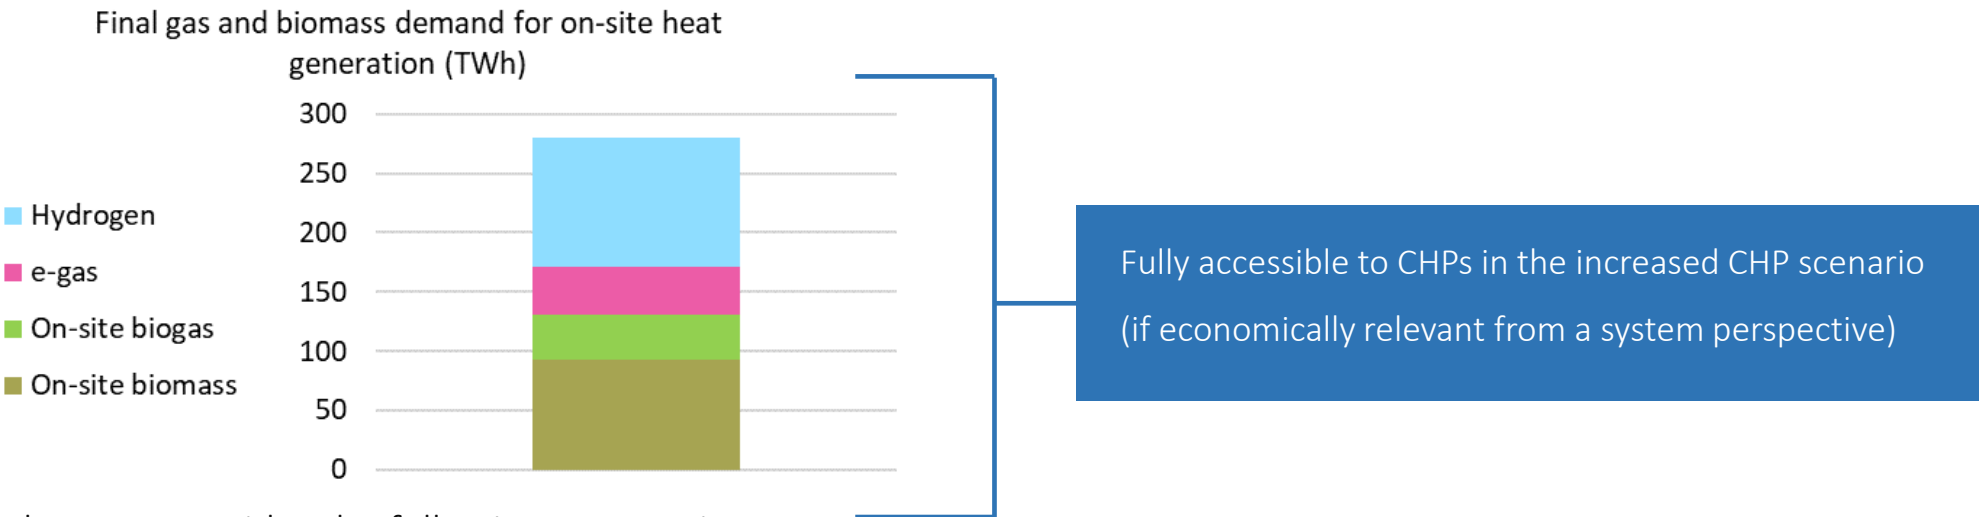 Final gas and biomass demand for on-site heat
generation (TWh)
300
250
200
150
100
50
0
Hydrogen
e-gas
On-site biogas
On-site biomass
Fully accessible to CHPs in the increased CHP scenario
(if economically relevant from a system perspective)